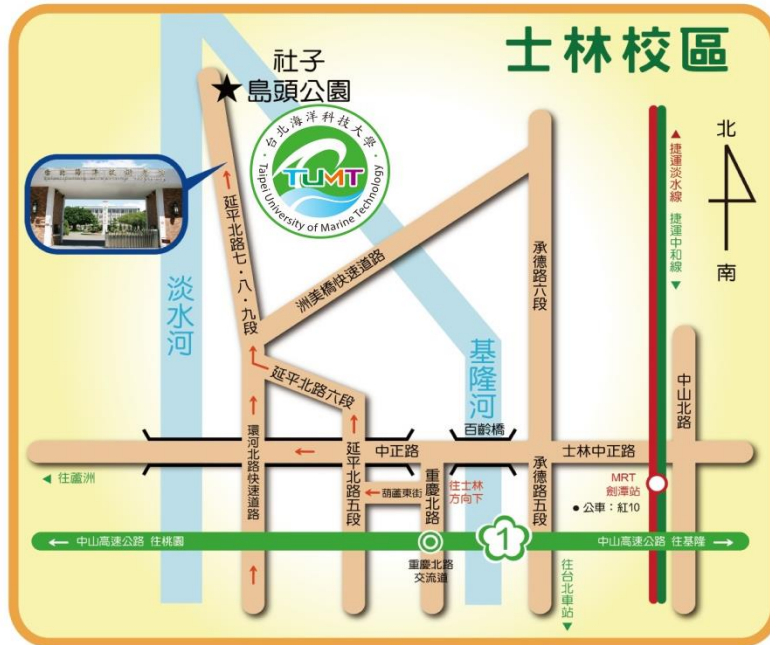 士林校區
社子
島頭公園
台北海洋科技大學
TUMT
Taipei University of Marine Technology
北
南
▲捷運淡水線
捷運中和線▼
延平北路七・八・九段
洲美橋快速道路
承德路六段
淡水河
基隆河
中山北路
延平北路六段
百齡橋
環河北路快速道路
中正路
士林中正路
◀ 往蘆洲
延平北路五段
葫蘆東街
重慶北路
往士林
方向下
承德路五段
MRT
劍潭站
● 公車：紅10
← 中山高速公路 往桃園
1
中山高速公路 往基隆 →
重慶北路
交流道
往台北車站▼